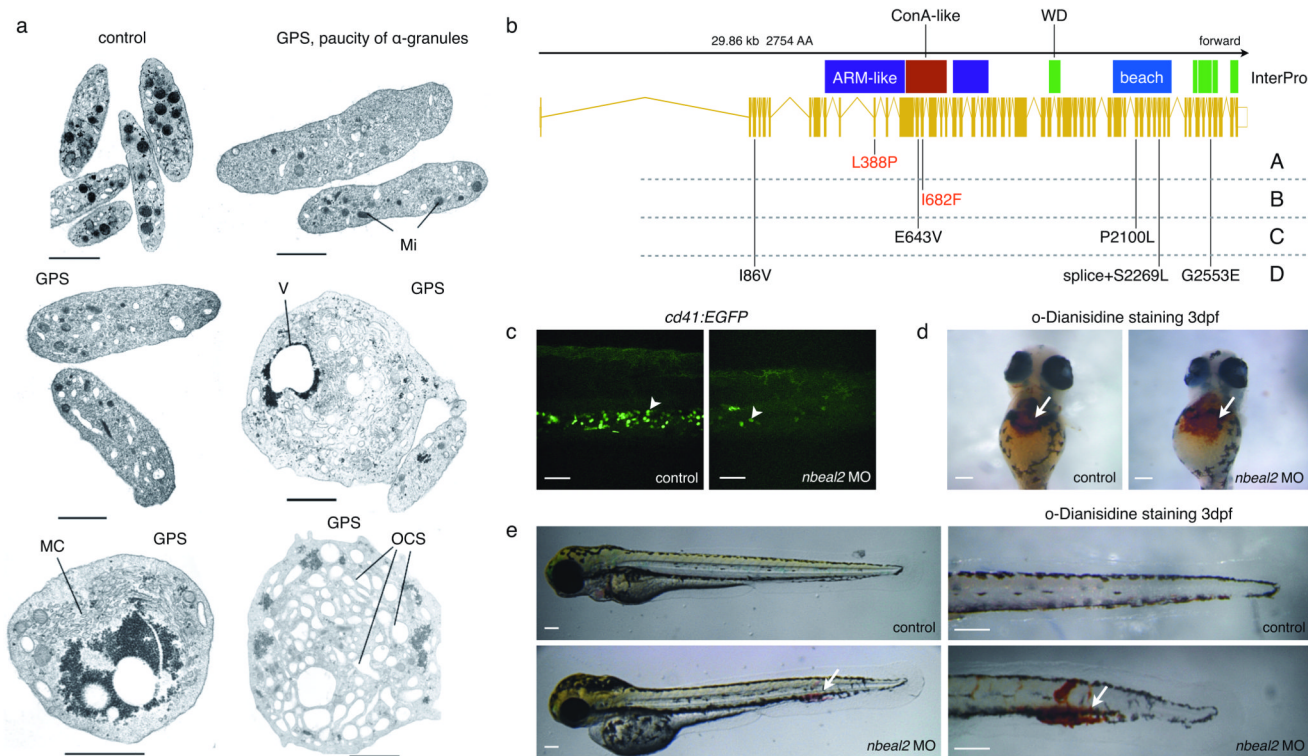 a
control
GPS, paucity of α-granules
Mi
GPS
V
GPS
MC
GPS
GPS
OCS
b
ConA-like
WD
29.86 kb 2754 AA
forward
ARM-like
beach
InterPro
L388P
A
I682F
B
E643V
P2100L
C
I86V
splice+S2269L
G2553E
D
c
cd41:EGFP
control
nbeal2 MO
d
o-Dianisidine staining 3dpf
control
nbeal2 MO
e
control
nbeal2 MO
o-Dianisidine staining 3dpf
control
nbeal2 MO